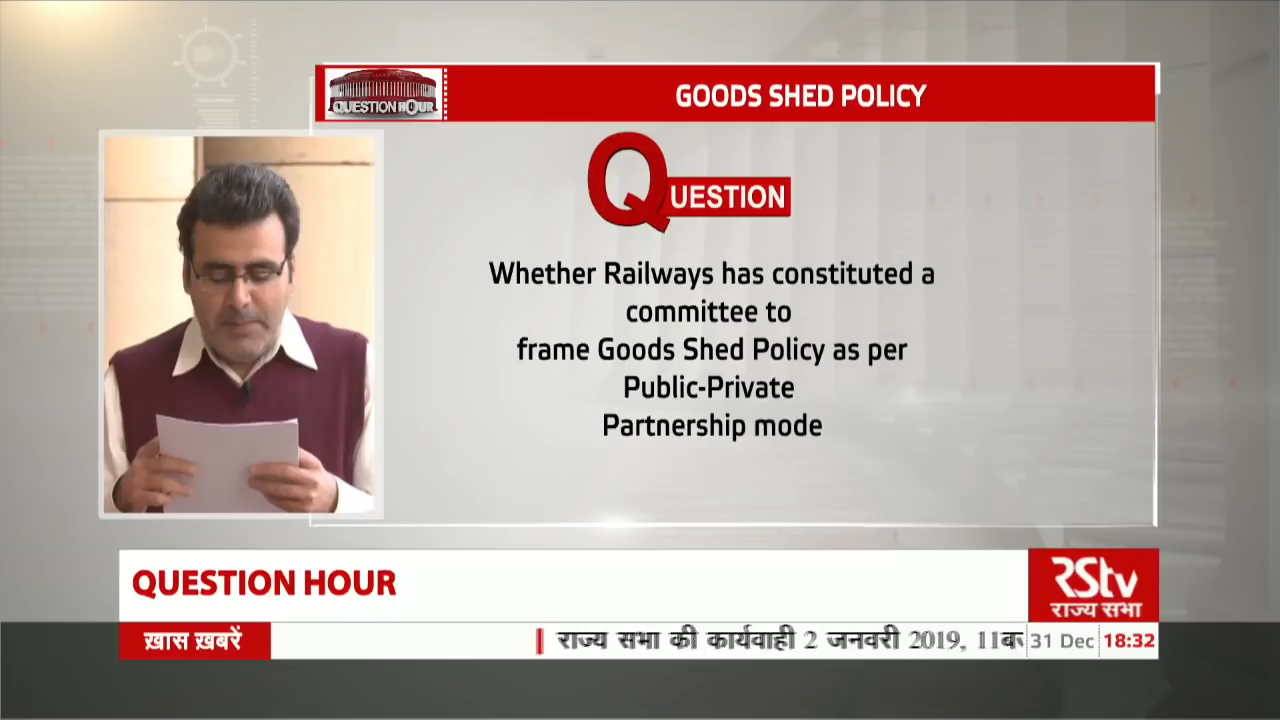 QUESTION HOUR
GOODS SHED POLICY
QUESTION
Whether Railways has constituted a
committee to
frame Goods Shed Policy as per
Public-Private
Partnership mode
QUESTION HOUR
RStv
राज्य सभा
ख़ास ख़बरें
राज्य सभा की कार्यवाही 2 जनवरी 2019, 11
31 Dec
18:32